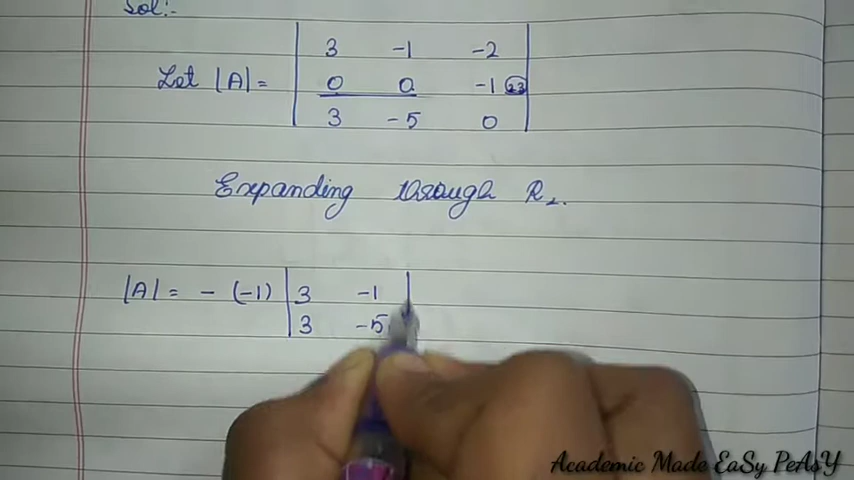 Sol:-
3 -1 -2
Let |A| = 0 0 -1 23
3 -5 0
Expanding through R2.
|A| = - (-1) | 3 -1 |
3 -5
Academic Made EaSy PeAsY